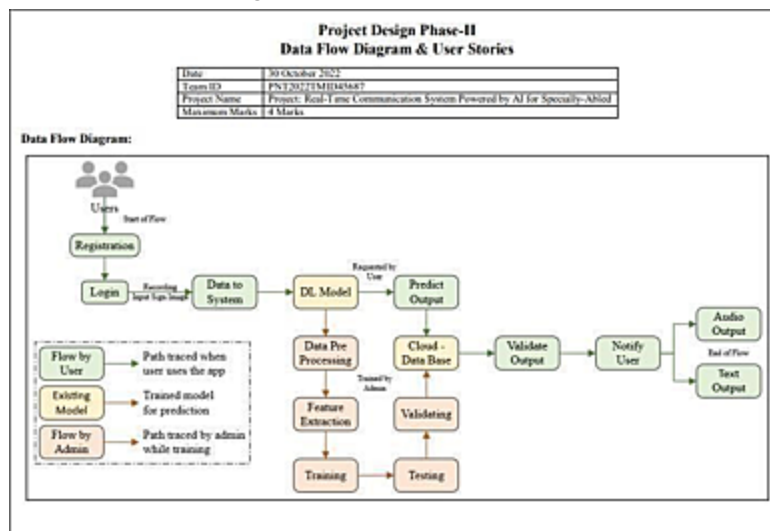 Project Design Phase-II
Data Flow Diagram & User Stories
Date 30 October 2022
Team ID PNT2022TMID45687
Project Name Project: Real-Time Communication System Powered by AI for Specially-Abled
Maximum Marks 4 Marks
Data Flow Diagram:
Users
Start of Flow
Registration
Login
Recording
Input Sign Image
Data to
System
DL Model
Requested by
User
Predict
Output
Data Pre
Processing
Trained by
Admin
Cloud -
Data Base
Validate
Output
Notify
User
Audio
Output
End of Flow
Text
Output
Feature
Extraction
Validating
Training
Testing
Flow by
User
Path traced when
user uses the app
Existing
Model
Trained model
for prediction
Flow by
Admin
Path traced by admin
while training